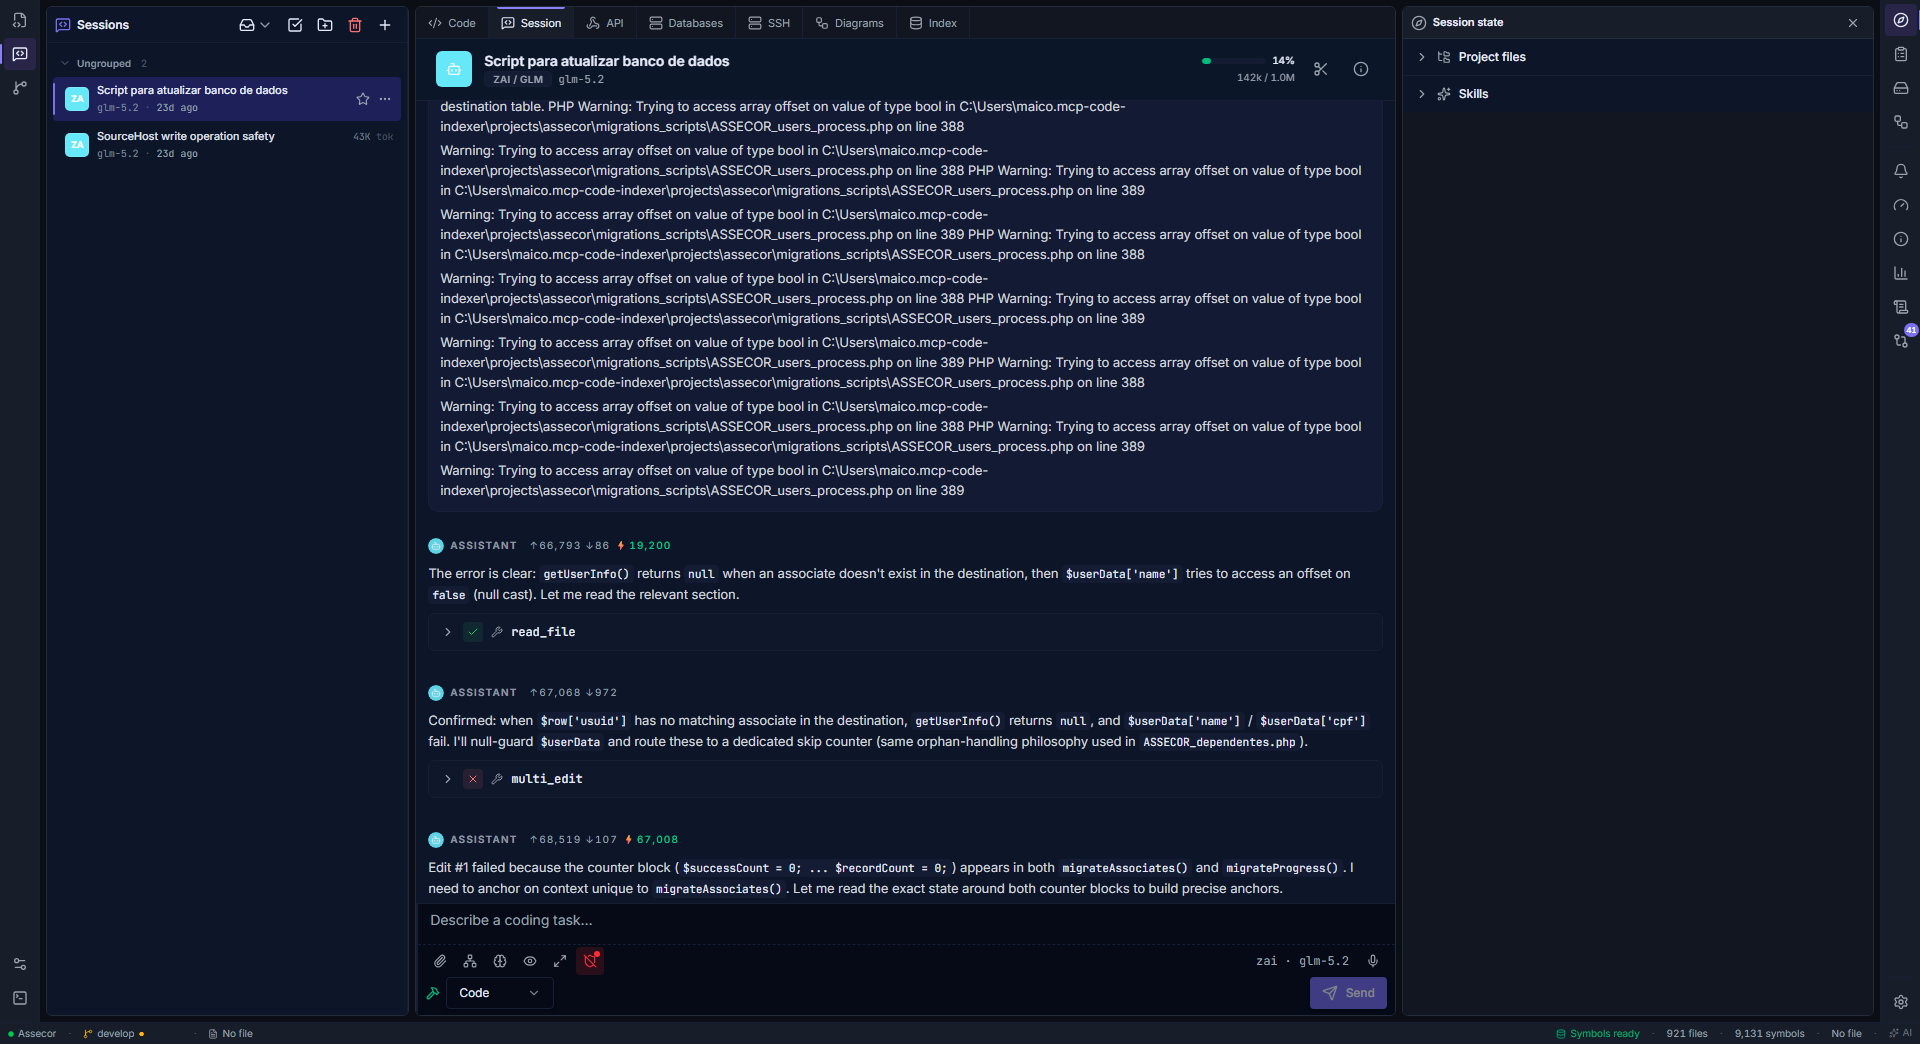 Sessions
Ungrouped 2
ZA
Script para atualizar banco de dados
glm-5.2 · 23d ago
ZA
SourceHost write operation safety
43K tok
glm-5.2 · 23d ago
Code
Session
API
Databases
SSH
Diagrams
Index
Script para atualizar banco de dados
ZAI / GLM glm-5.2
14%
142k / 1.0M
destination table. PHP Warning: Trying to access array offset on value of type bool in C:\Users\maico.mcp-code-
indexer\projects\assecor\migrations_scripts\ASSECOR_users_process.php on line 388
Warning: Trying to access array offset on value of type bool in C:\Users\maico.mcp-code-
indexer\projects\assecor\migrations_scripts\ASSECOR_users_process.php on line 388 PHP Warning: Trying to access array offset on value of type bool
in C:\Users\maico.mcp-code-indexer\projects\assecor\migrations_scripts\ASSECOR_users_process.php on line 389
Warning: Trying to access array offset on value of type bool in C:\Users\maico.mcp-code-
indexer\projects\assecor\migrations_scripts\ASSECOR_users_process.php on line 389 PHP Warning: Trying to access array offset on value of type bool
in C:\Users\maico.mcp-code-indexer\projects\assecor\migrations_scripts\ASSECOR_users_process.php on line 388
Warning: Trying to access array offset on value of type bool in C:\Users\maico.mcp-code-
indexer\projects\assecor\migrations_scripts\ASSECOR_users_process.php on line 388 PHP Warning: Trying to access array offset on value of type bool
in C:\Users\maico.mcp-code-indexer\projects\assecor\migrations_scripts\ASSECOR_users_process.php on line 389
Warning: Trying to access array offset on value of type bool in C:\Users\maico.mcp-code-
indexer\projects\assecor\migrations_scripts\ASSECOR_users_process.php on line 389 PHP Warning: Trying to access array offset on value of type bool
in C:\Users\maico.mcp-code-indexer\projects\assecor\migrations_scripts\ASSECOR_users_process.php on line 388
Warning: Trying to access array offset on value of type bool in C:\Users\maico.mcp-code-
indexer\projects\assecor\migrations_scripts\ASSECOR_users_process.php on line 388 PHP Warning: Trying to access array offset on value of type bool
in C:\Users\maico.mcp-code-indexer\projects\assecor\migrations_scripts\ASSECOR_users_process.php on line 389
Warning: Trying to access array offset on value of type bool in C:\Users\maico.mcp-code-
indexer\projects\assecor\migrations_scripts\ASSECOR_users_process.php on line 389
ASSISTANT ↑66,793 ↓86 19,200
The error is clear: getUserInfo() returns null when an associate doesn't exist in the destination, then $userData['name'] tries to access an offset on
false (null cast). Let me read the relevant section.
read_file
ASSISTANT ↑67,068 ↓972
Confirmed: when $row['usuid'] has no matching associate in the destination, getUserInfo() returns null, and $userData['name'] / $userData['cpf']
fail. I'll null-guard $userData and route these to a dedicated skip counter (same orphan-handling philosophy used in ASSECOR_dependentes.php).
multi_edit
ASSISTANT ↑68,519 ↓107 67,008
Edit #1 failed because the counter block ( $successCount = 0; ... $recordCount = 0; ) appears in both migrateAssociates() and migrateProgress(). I
need to anchor on context unique to migrateAssociates(). Let me read the exact state around both counter blocks to build precise anchors.
Describe a coding task...
zai · glm-5.2
Code
Send
Session state
Project files
Skills
41
Assecor
develop
No file
Symbols ready
921 files
9,131 symbols
No file
AI